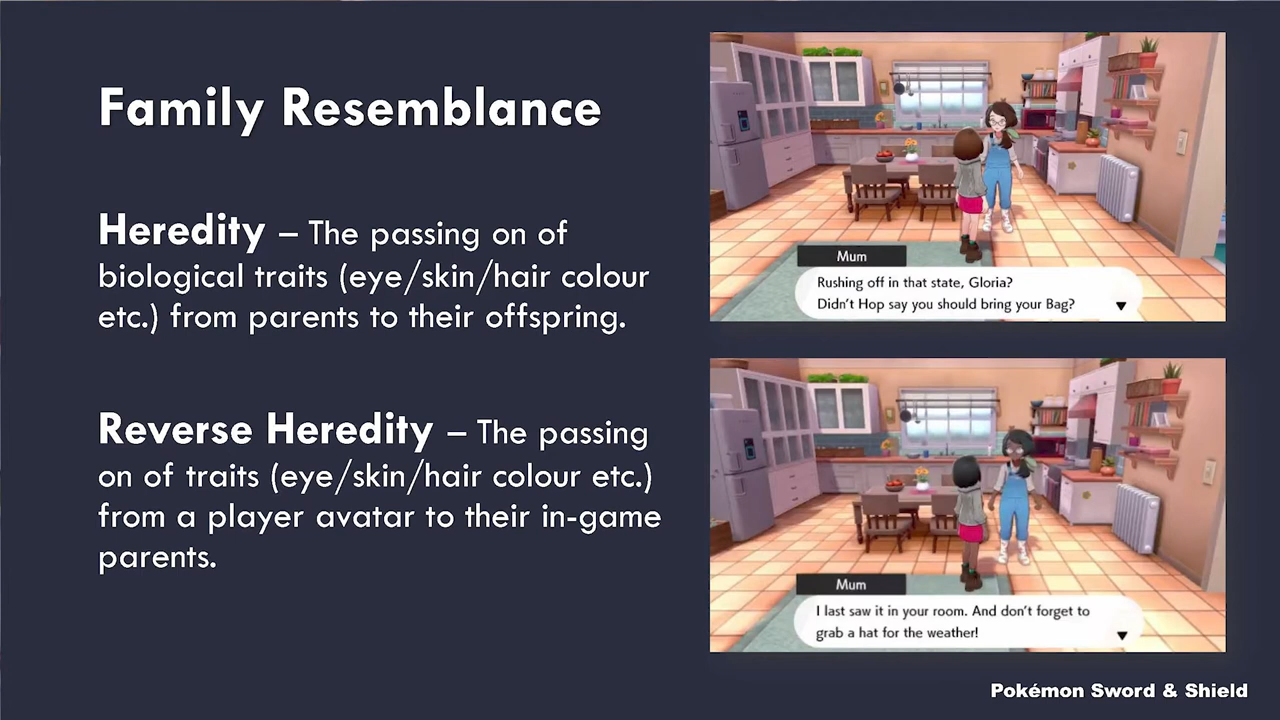 Family Resemblance
Heredity – The passing on of
biological traits (eye/skin/hair colour
etc.) from parents to their offspring.
Reverse Heredity – The passing
on of traits (eye/skin/hair colour etc.)
from a player avatar to their in-game
parents.
Mum
Rushing off in that state, Gloria?
Didn't Hop say you should bring your Bag?
Mum
I last saw it in your room. And don't forget to
grab a hat for the weather!
Pokémon Sword & Shield